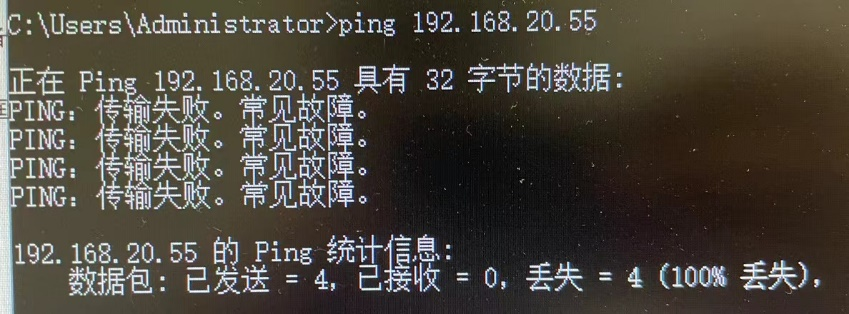 C:\Users\Administrator>ping 192.168.20.55
正在 Ping 192.168.20.55 具有 32 字节的数据:
PING: 传输失败。常见故障。
PING: 传输失败。常见故障。
PING: 传输失败。常见故障。
PING: 传输失败。常见故障。
192.168.20.55 的 Ping 统计信息:
数据包: 已发送 = 4, 已接收 = 0, 丢失 = 4 (100% 丢失),